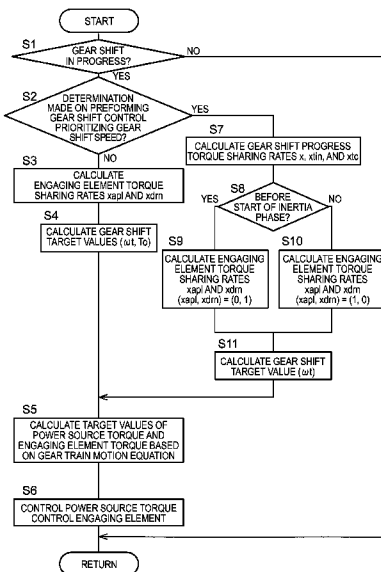 START
S1
GEAR SHIFT
IN PROGRESS?
NO
YES
S2
DETERMINATION
MADE ON PREFORMING
GEAR SHIFT CONTROL
PRIORITIZING GEAR
SHIFT SPEED?
YES
NO
S3
CALCULATE
ENGAGING ELEMENT TORQUE
SHARING RATES xapl AND xdrn
S4
CALCULATE GEAR SHIFT
TARGET VALUES (ωt, To)
S7
CALCULATE GEAR SHIFT PROGRESS
TORQUE SHARING RATES x, xtin, AND xtc
S8
BEFORE
START OF INERTIA
PHASE?
YES
NO
S9
CALCULATE ENGAGING
ELEMENT TORQUE
SHARING RATES
xapl AND xdrn
(xapl, xdrn) = (0, 1)
S10
CALCULATE ENGAGING
ELEMENT TORQUE
SHARING RATES
xapl AND xdrn
(xapl, xdrn) = (1, 0)
S11
CALCULATE GEAR SHIFT
TARGET VALUE (ωt)
S5
CALCULATE TARGET VALUES OF
POWER SOURCE TORQUE AND
ENGAGING ELEMENT TORQUE BASED
ON GEAR TRAIN MOTION EQUATION
S6
CONTROL POWER SOURCE TORQUE
CONTROL ENGAGING ELEMENT
RETURN